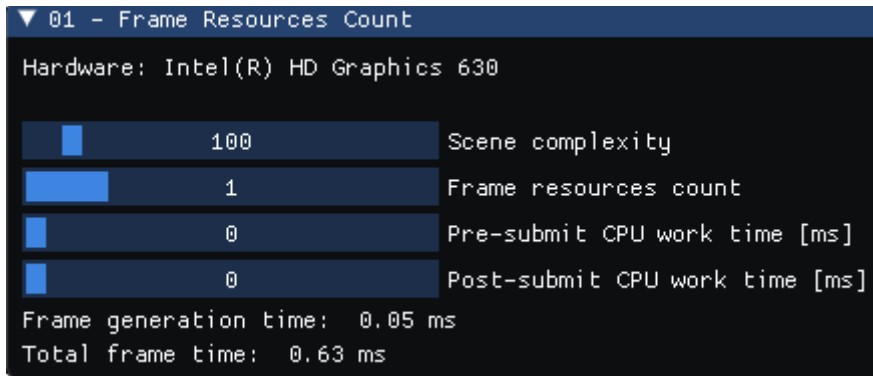 ▼ 01 - Frame Resources Count
Hardware: Intel(R) HD Graphics 630
100 Scene complexity
1 Frame resources count
0 Pre-submit CPU work time [ms]
0 Post-submit CPU work time [ms]
Frame generation time:  0.05 ms
Total frame time:  0.63 ms